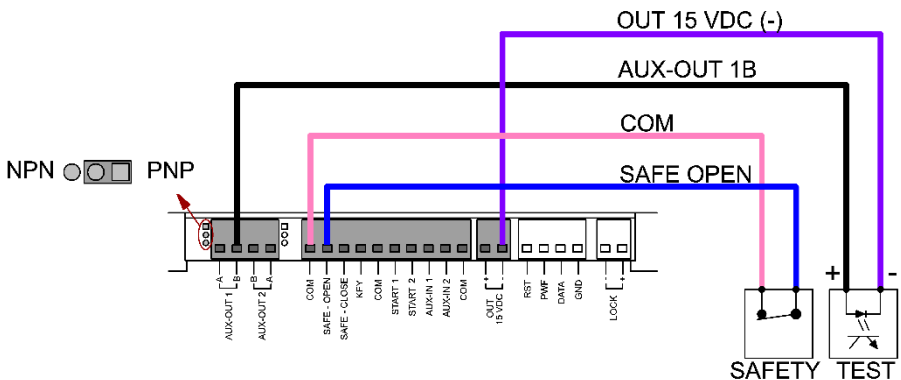 OUT 15 VDC (-)
AUX-OUT 1B
COM
SAFE OPEN
NPN
PNP
A
B
B
A
AUX-OUT 1
AUX-OUT 2
COM
SAFE - OPEN
SAFE - CLOSE
KEY
COM
START 1
START 2
AUX-IN 1
AUX-IN 2
COM
+
-
OUT
15 VDC
RST
PWF
DATA
GND
-
+
LOCK
+
-
SAFETY
TEST